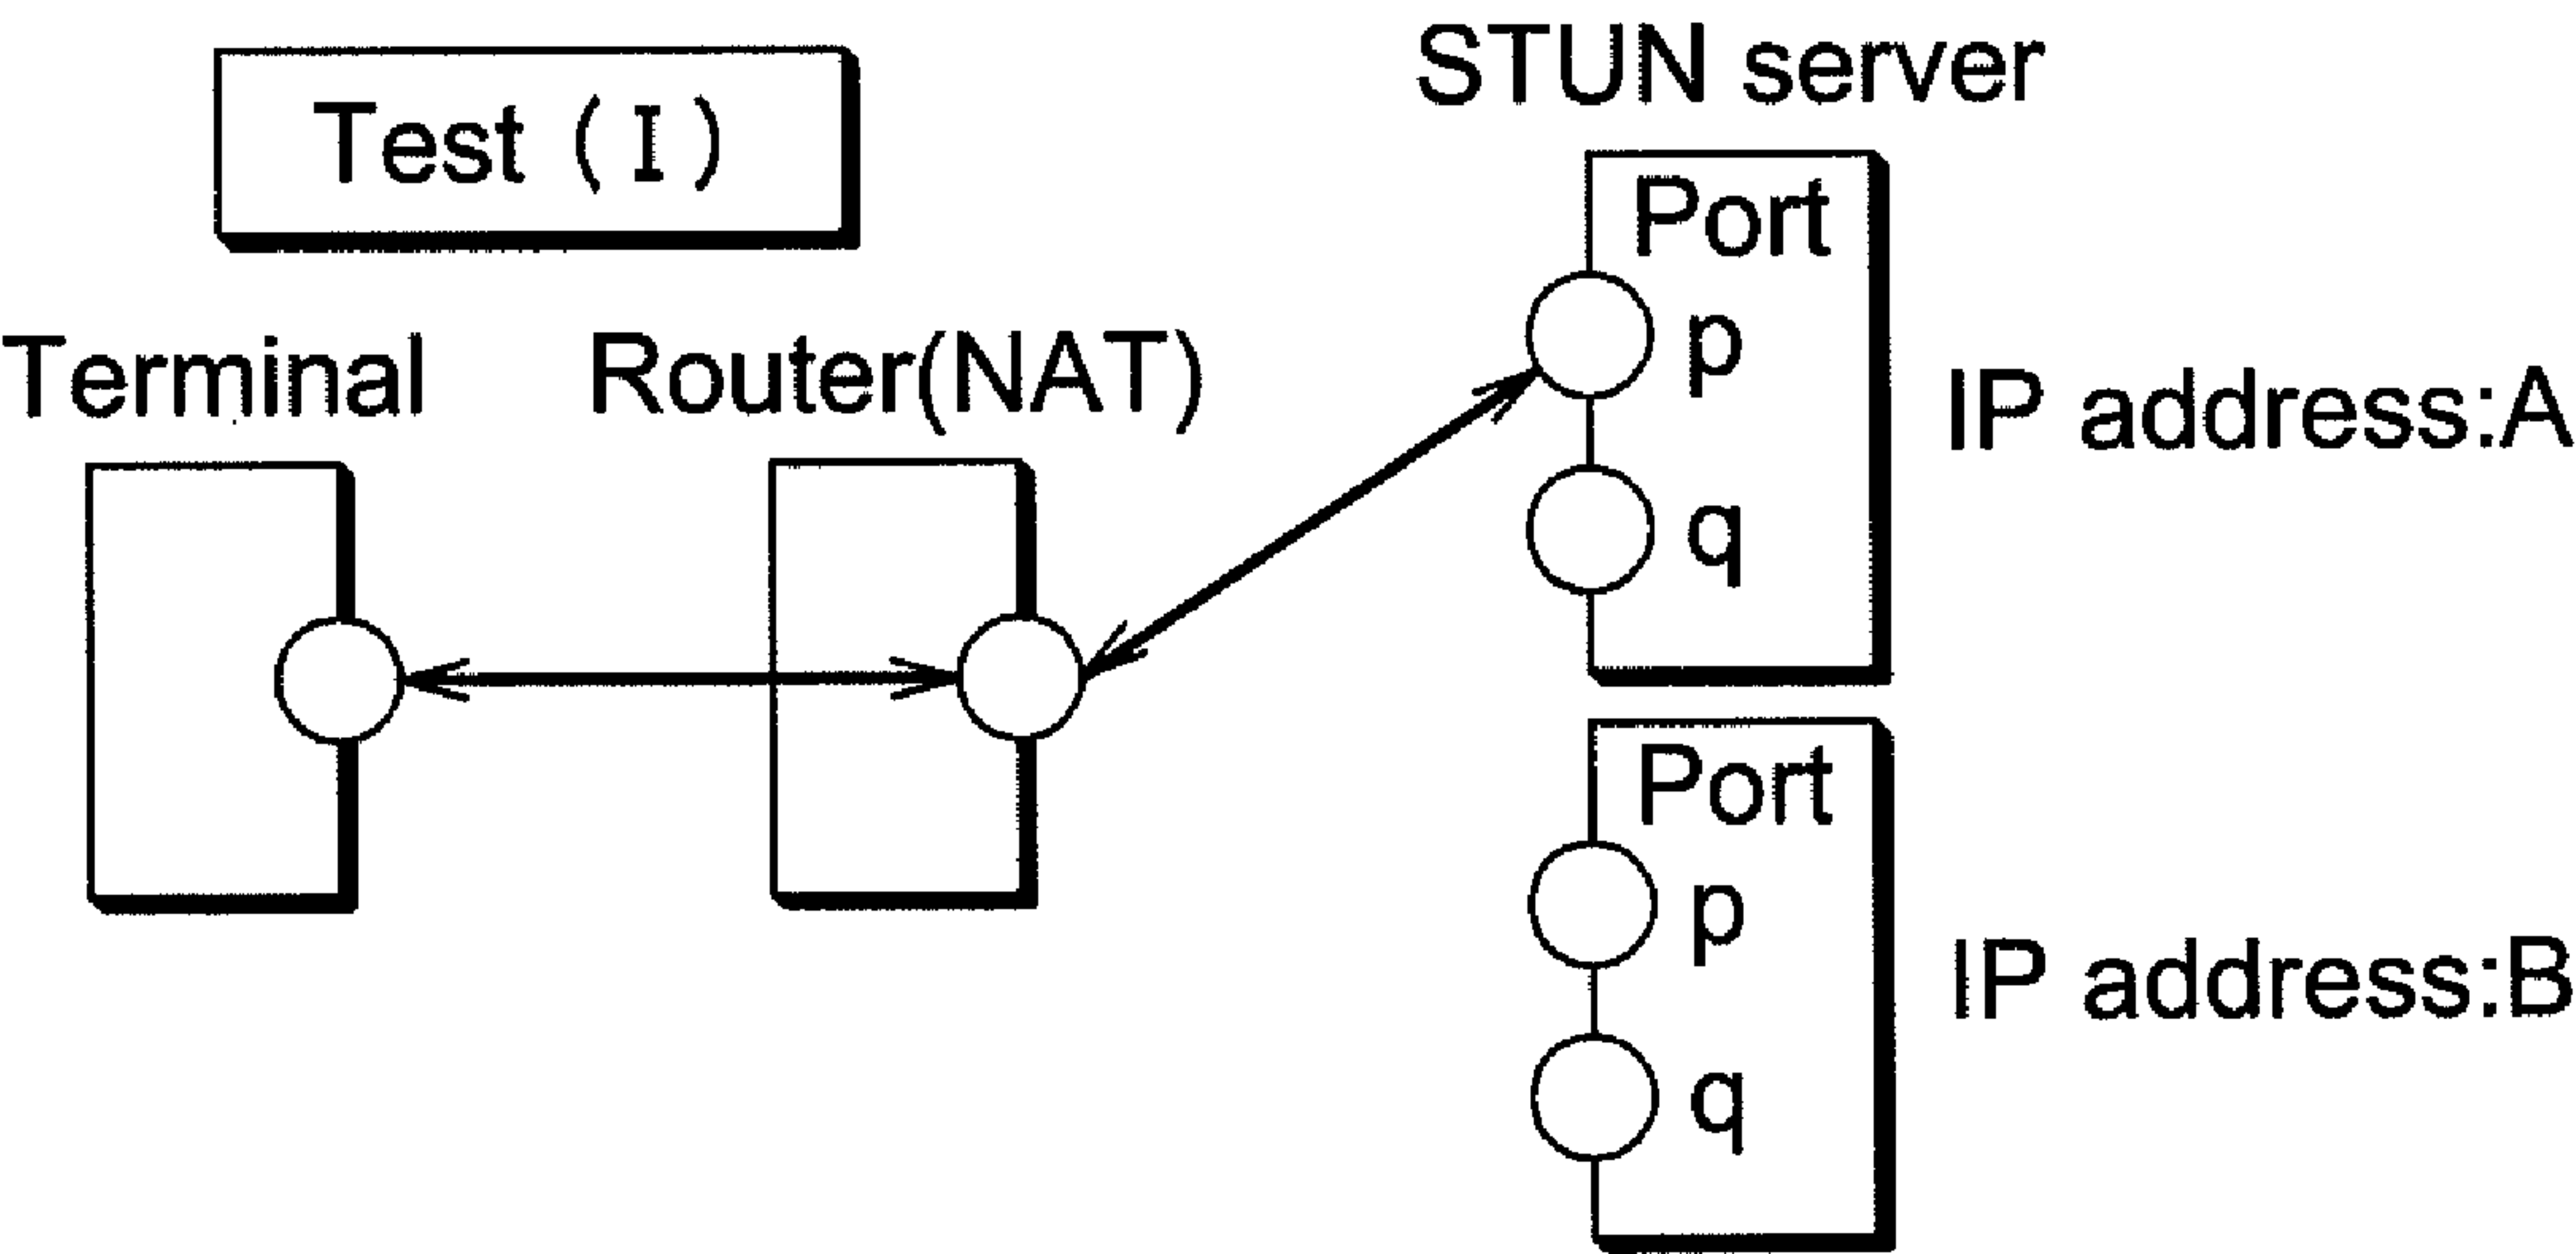 STUN server
Test (I)
Port
p
Terminal
Router(NAT)
IP address:A
q
Port
p
IP address:B
q